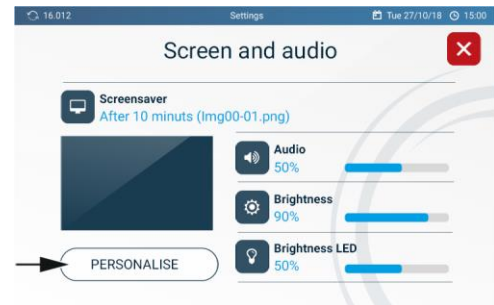 16.012 Settings Tue 27/10/18 15:00
Screen and audio
Screensaver
After 10 minuts (Img00-01.png)
Audio
50%
Brightness
90%
Brightness LED
50%
PERSONALISE